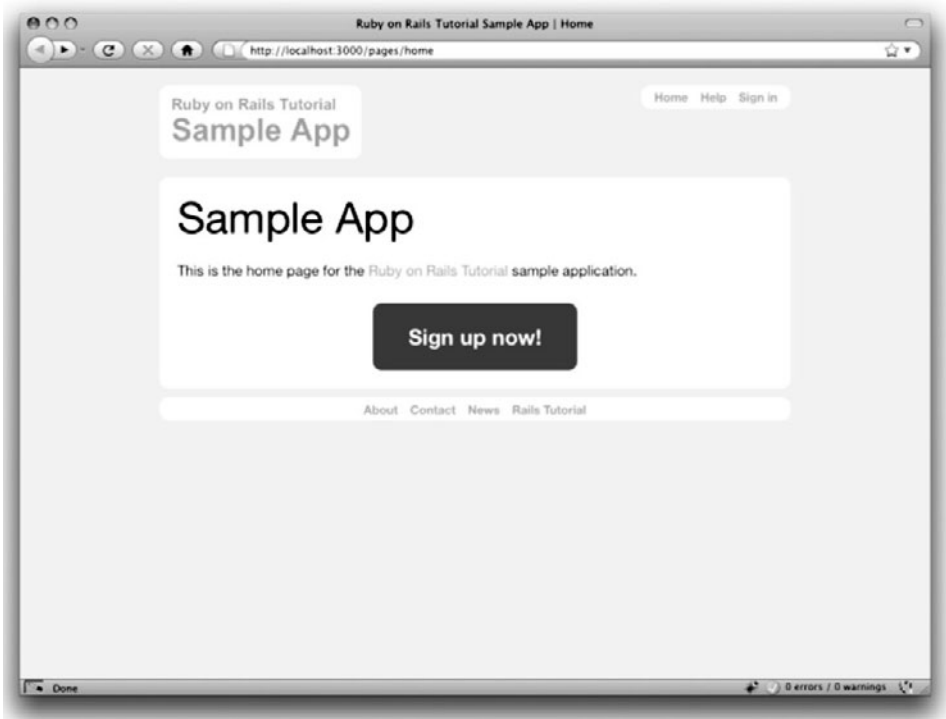 Ruby on Rails Tutorial Sample App | Home
http://localhost:3000/pages/home
Ruby on Rails Tutorial
Sample App
Home Help Sign in
Sample App
This is the home page for the Ruby on Rails Tutorial sample application.
Sign up now!
About Contact News Rails Tutorial
Done
0 errors / 0 warnings